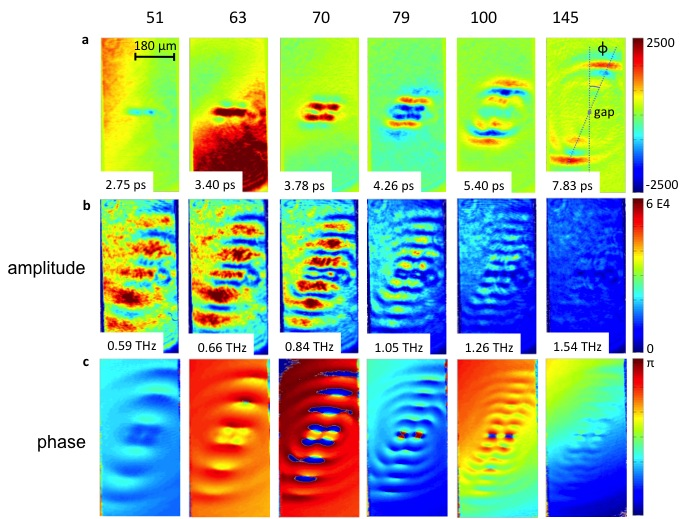 51 63 70 79 100 145
a
180 µm
ϕ
gap
2500
-2500
2.75 ps 3.40 ps 3.78 ps 4.26 ps 5.40 ps 7.83 ps
b
6 E4
amplitude
0
0.59 THz 0.66 THz 0.84 THz 1.05 THz 1.26 THz 1.54 THz
c
π
phase